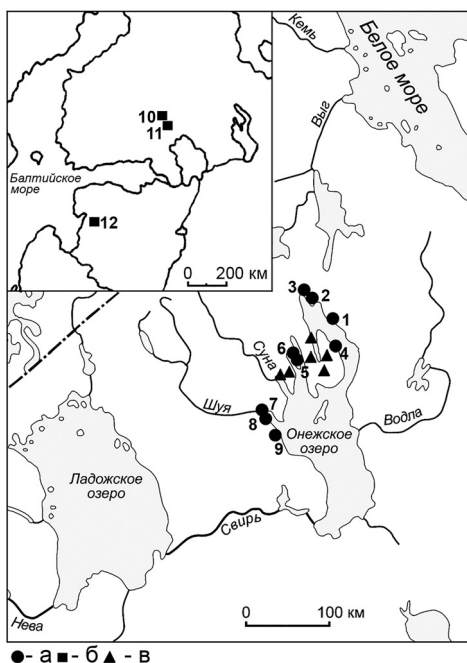 Кемь
Белое море
Выг
10
11
Балтийское
море
12
0 200 км
3
2
1
4
6
5
Суна
7
Шуя
8
9
Онежское
озеро
Водла
Ладожское
озеро
Свирь
Нева
0 100 км
- а - б - в